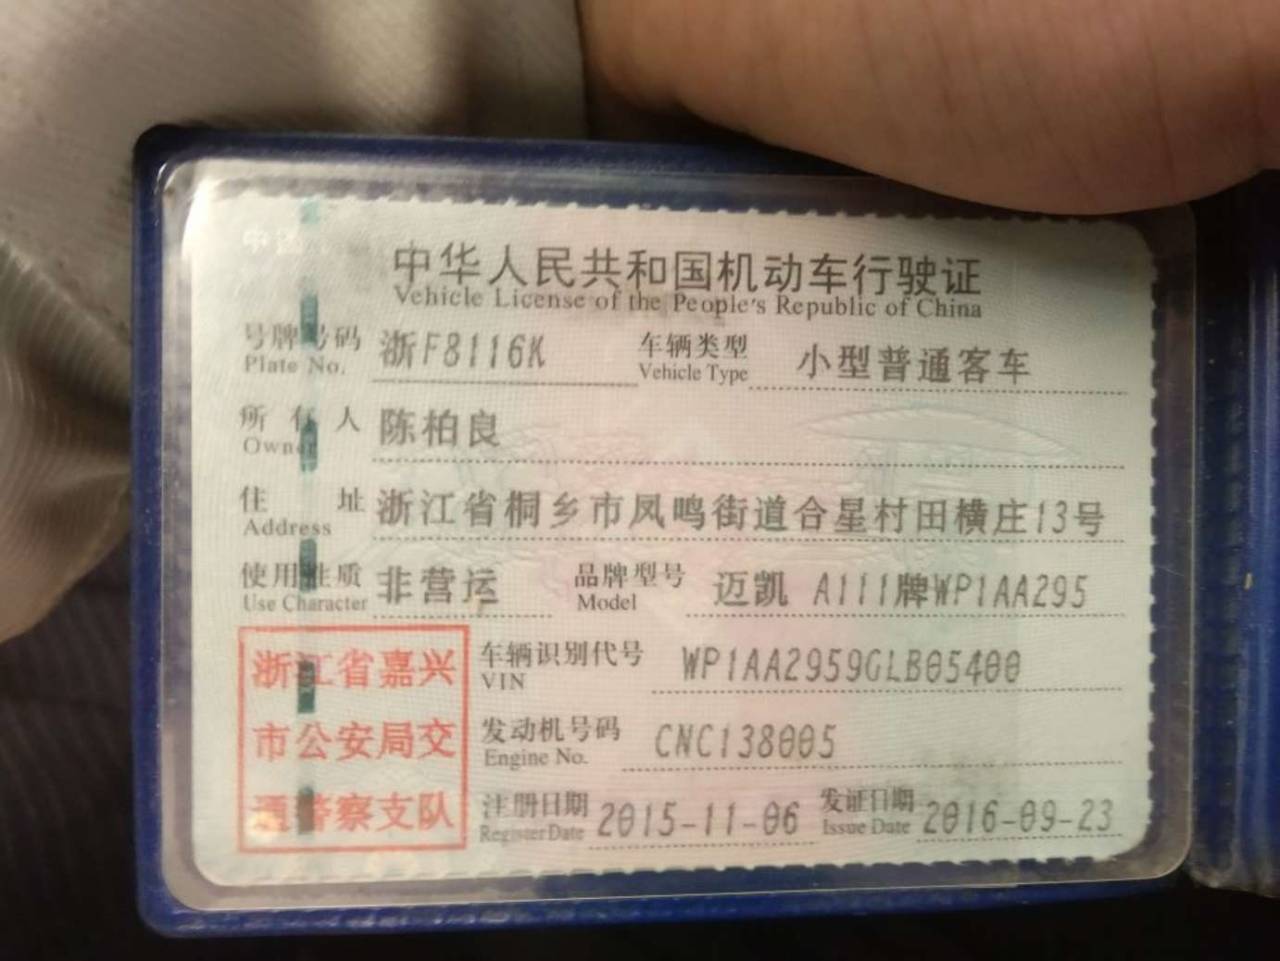 中华人民共和国机动车行驶证
Vehicle License of the People's Republic of China
号牌号码 浙F8116K 车辆类型 小型普通客车
Plate No. Vehicle Type
所有人 陈柏良
Owner
住址 浙江省桐乡市凤鸣街道合星村田横庄13号
Address
使用性质 非营运 品牌型号 迈凯 A111牌WP1AA295
Use Character Model
浙江省嘉兴
市公安局交
通警察支队
车辆识别代号 WP1AA2959GLB05400
VIN
发动机号码 CNC138005
Engine No.
注册日期 2015-11-06 发证日期 2016-09-23
Register Date Issue Date